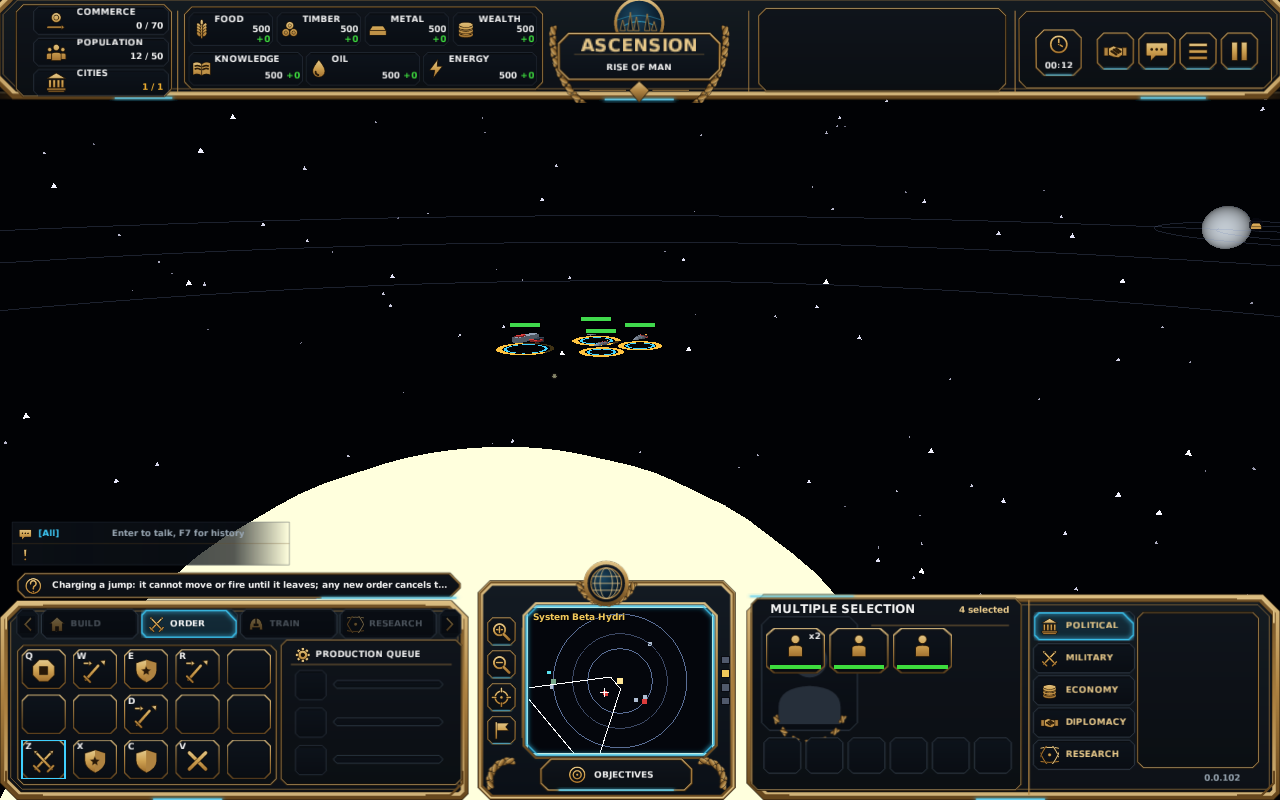 COMMERCE
0 / 70
POPULATION
12 / 50
CITIES
1 / 1
FOOD
500
+0
TIMBER
500
+0
METAL
500
+0
WEALTH
500
+0
KNOWLEDGE
500 +0
OIL
500 +0
ENERGY
500 +0
ASCENSION
RISE OF MAN
00:12
[All] Enter to talk, F7 for history
!
Charging a jump: it cannot move or fire until it leaves; any new order cancels t...
BUILD
ORDER
TRAIN
RESEARCH
Q W E R
D
Z X C V
PRODUCTION QUEUE
System Beta Hydri
OBJECTIVES
MULTIPLE SELECTION
4 selected
x2
POLITICAL
MILITARY
ECONOMY
DIPLOMACY
RESEARCH
0.0.102